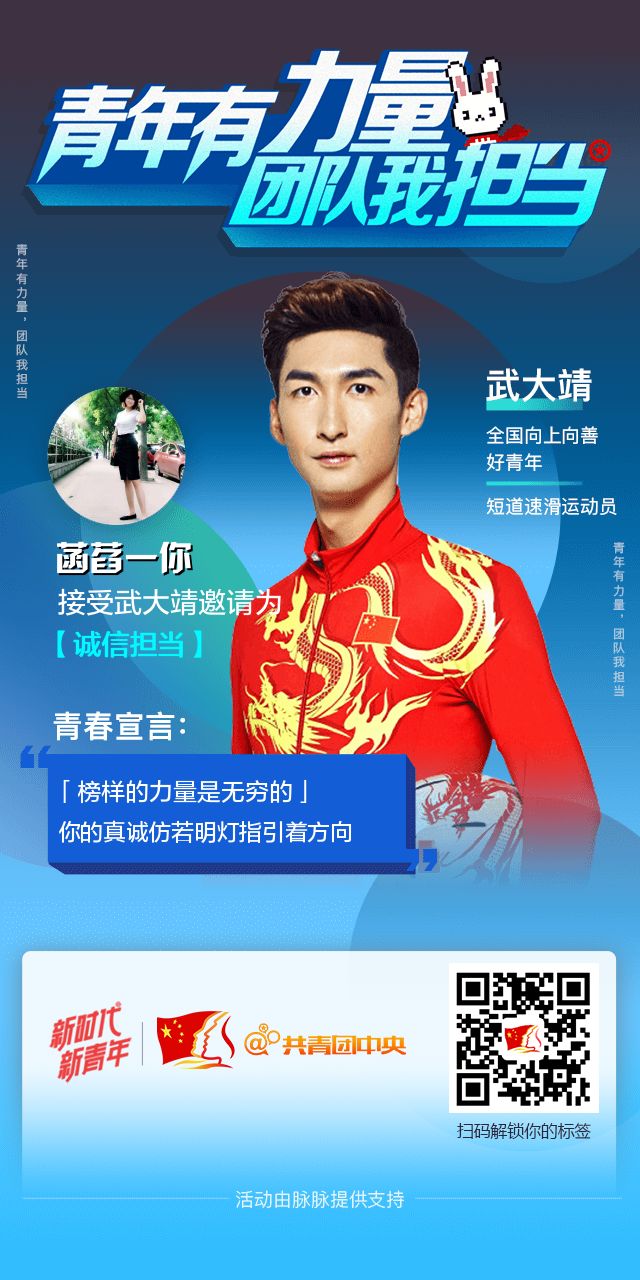 青年有力量
团队我担当
青年有力量，团队我担当
武大靖
全国向上向善
好青年
短道速滑运动员
菡萏一你
接受武大靖邀请为
【诚信担当】
青年有力量，团队我担当
青春宣言：
「榜样的力量是无穷的」
你的真诚仿若明灯指引着方向
新时代
新青年
@共青团中央
扫码解锁你的标签
活动由脉脉提供支持